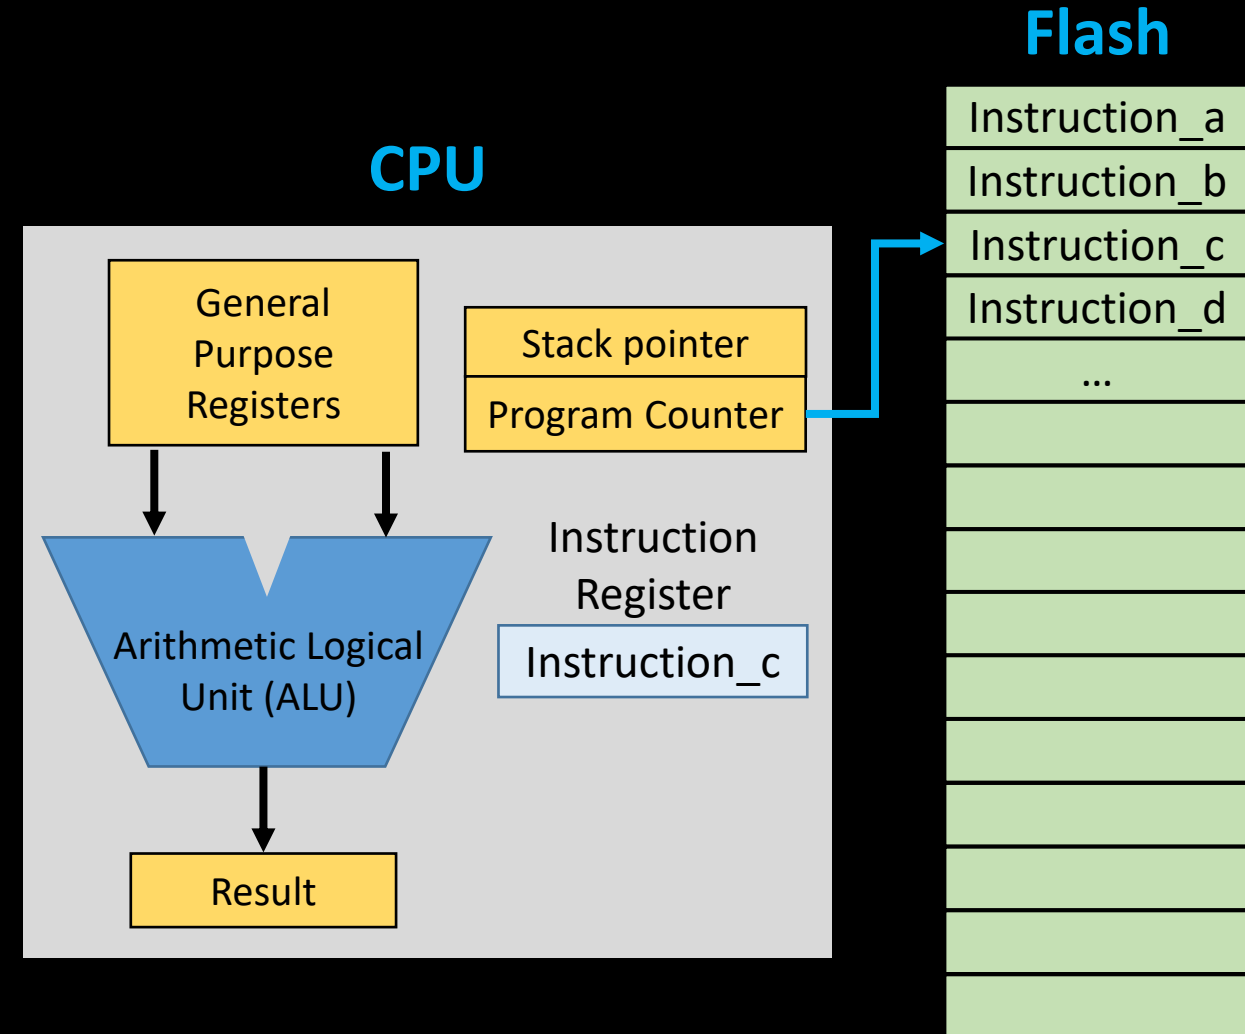 Flash
CPU
Instruction_a
Instruction_b
Instruction_c
Instruction_d
...
General
Purpose
Registers
Stack pointer
Program Counter
Instruction
Register
Instruction_c
Arithmetic Logical
Unit (ALU)
Result